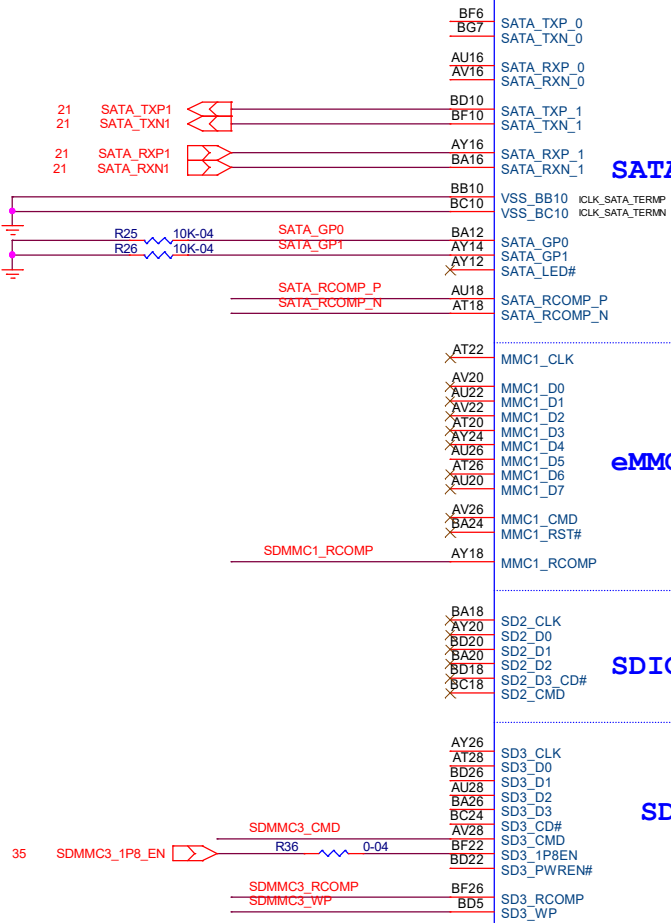 BF6 SATA_TXP_0
BG7 SATA_TXN_0
AU16 SATA_RXP_0
AV16 SATA_RXN_0
21 SATA_TXP1 BD10 SATA_TXP_1
21 SATA_TXN1 BF10 SATA_TXN_1
21 SATA_RXP1 AY16 SATA_RXP_1
21 SATA_RXN1 BA16 SATA_RXN_1
SATA
BB10 VSS_BB10 ICLK_SATA_TERMP
BC10 VSS_BC10 ICLK_SATA_TERMN
R25 10K-04 SATA_GP0 BA12 SATA_GP0
R26 10K-04 SATA_GP1 AY14 SATA_GP1
AY12 SATA_LED#
SATA_RCOMP_P AU18 SATA_RCOMP_P
SATA_RCOMP_N AT18 SATA_RCOMP_N
AT22 MMC1_CLK
AV20 MMC1_D0
AU22 MMC1_D1
AV22 MMC1_D2
AT20 MMC1_D3
AY24 MMC1_D4
AU26 MMC1_D5
AT26 MMC1_D6
AU20 MMC1_D7
eMMC
AV26 MMC1_CMD
BA24 MMC1_RST#
SDMMC1_RCOMP AY18 MMC1_RCOMP
BA18 SD2_CLK
AY20 SD2_D0
BD20 SD2_D1
BA20 SD2_D2
BD18 SD2_D3_CD#
BC18 SD2_CMD
SDIO
AY26 SD3_CLK
AT28 SD3_D0
BD26 SD3_D1
AU28 SD3_D2
BA26 SD3_D3
BC24 SD3_CD#
SD
SDMMC3_CMD AV28 SD3_CMD
35 SDMMC3_1P8_EN R36 0-04 BF22 SD3_1P8EN
BD22 SD3_PWREN#
SDMMC3_RCOMP BF26 SD3_RCOMP
SDMMC3_WP BD5 SD3_WP